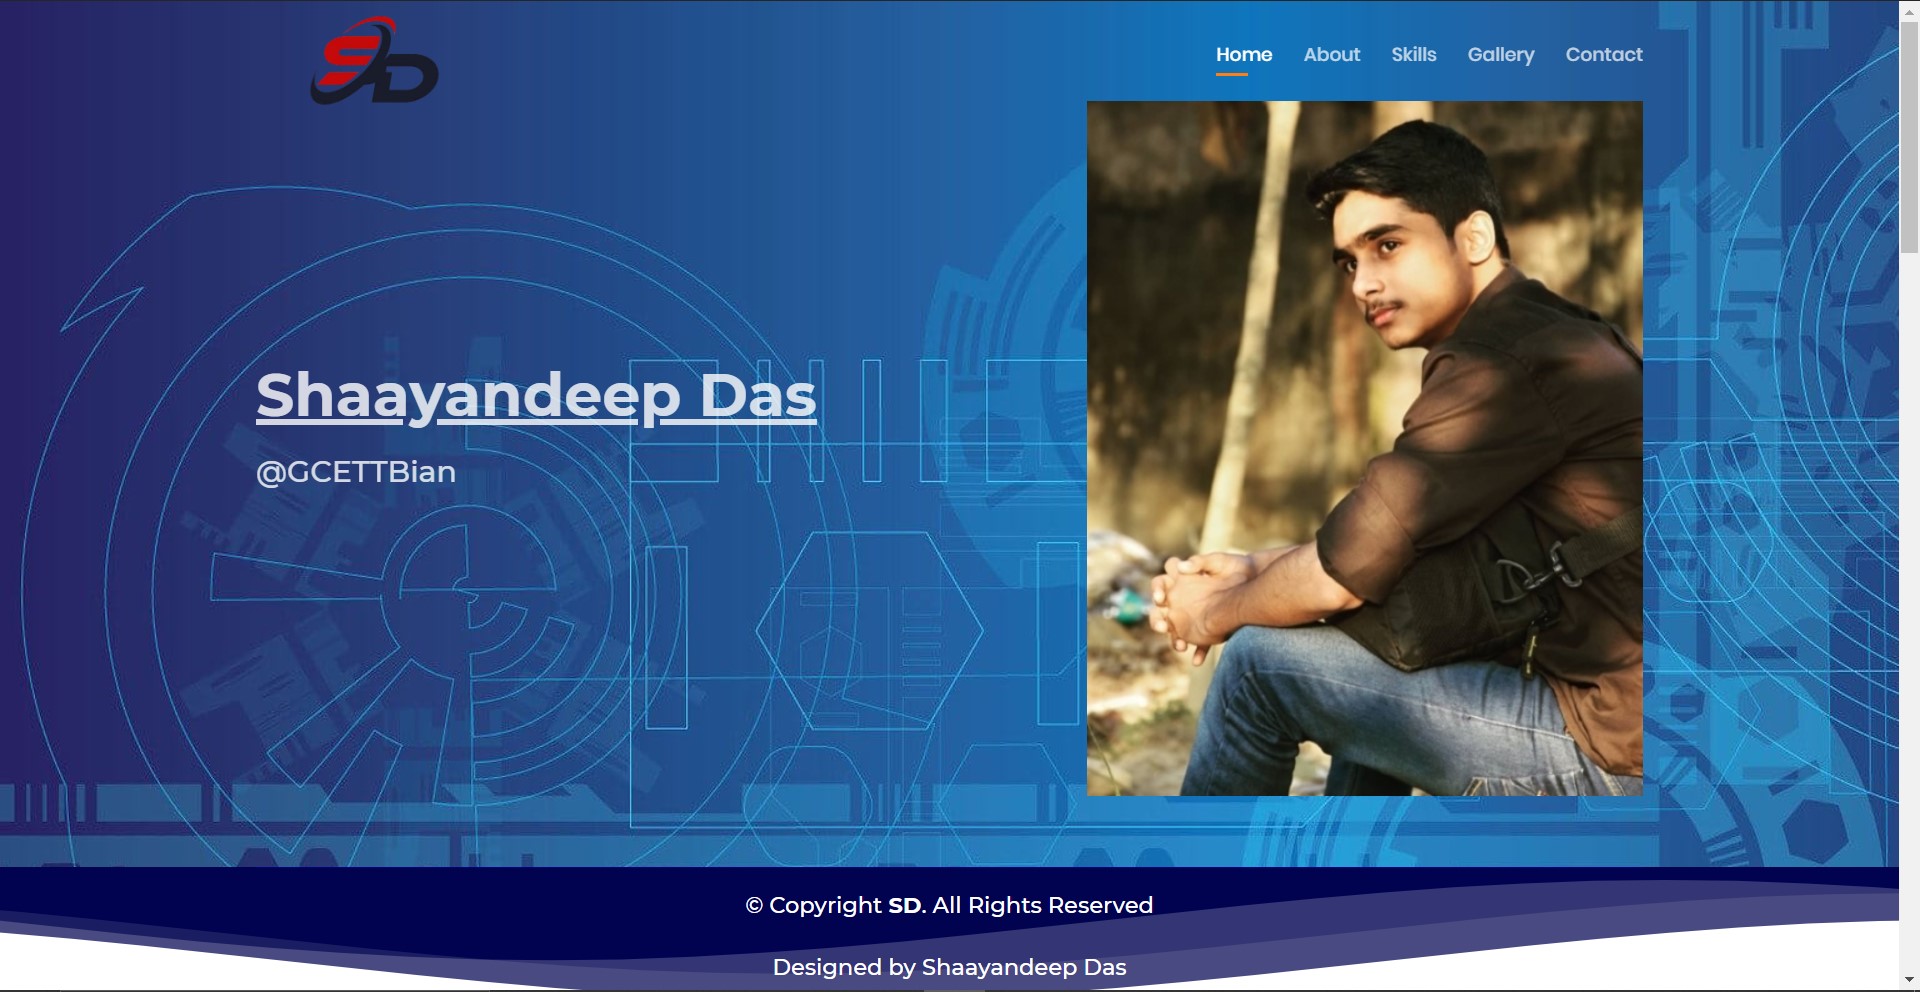 SD
Home About Skills Gallery Contact
Shaayandeep Das
@GCETTBian
© Copyright SD. All Rights Reserved
Designed by Shaayandeep Das